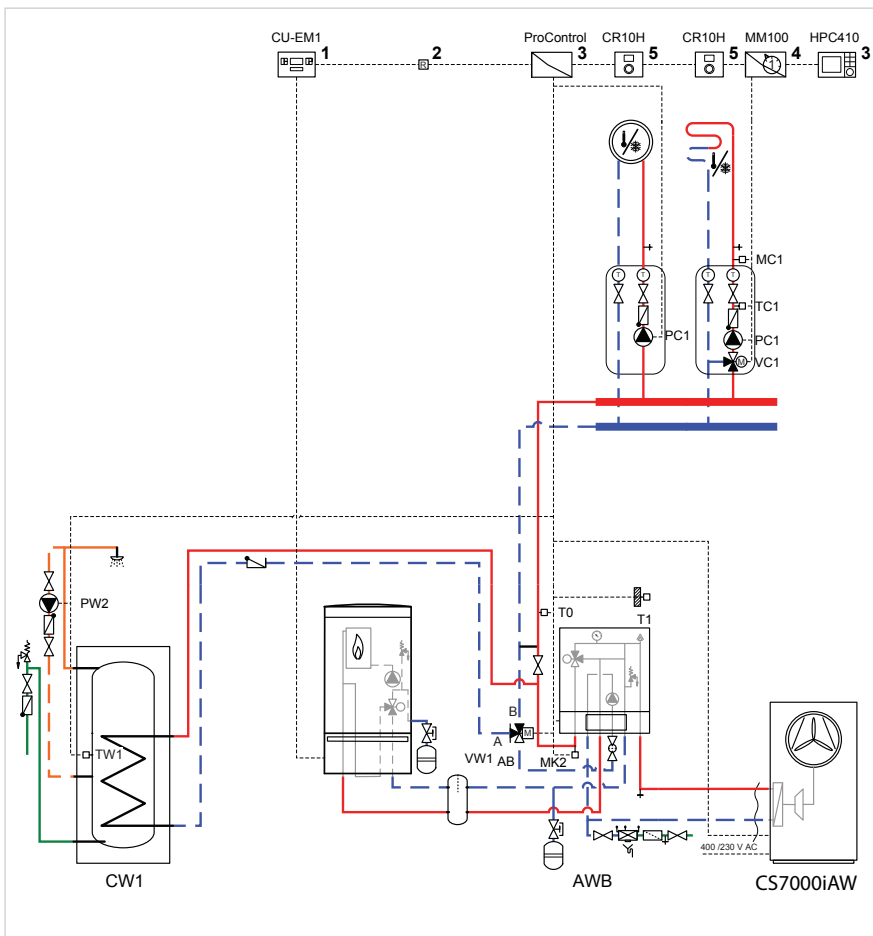 CU-EM1
1
2
R
ProControl
3
CR10H
5
CR10H
5
MM100
4
1
HPC410
3
MC1
T
T
T
T
TC1
PC1
PC1
M
VC1
PW2
T0
T1
B
M
A
TW1
VW1
AB
MK2
400 /230 V AC
CW1
AWB
CS7000iAW